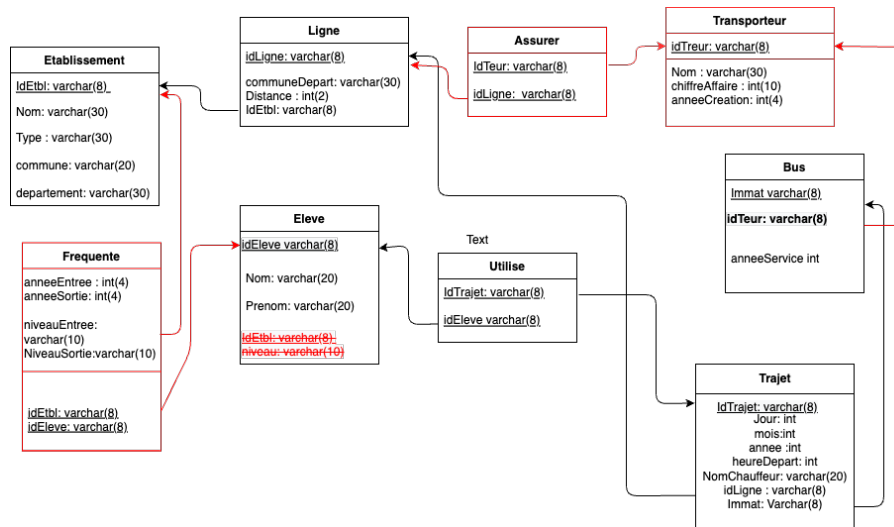 Etablissement
IdEtbl: varchar(8)
Nom: varchar(30)
Type : varchar(30)
commune: varchar(20)
departement: varchar(30)
Ligne
idLigne: varchar(8)
communeDepart: varchar(30)
Distance : int(2)
IdEtbl: varchar(8)
Assurer
IdTeur: varchar(8)
idLigne: varchar(8)
Transporteur
idTreur: varchar(8)
Nom : varchar(30)
chiffreAffaire : int(10)
anneeCreation: int(4)
Bus
Immat varchar(8)
idTeur: varchar(8)
anneeService int
Frequente
anneeEntree : int(4)
anneeSortie: int(4)
niveauEntree:
varchar(10)
NiveauSortie:varchar(10)
idEtbl: varchar(8)
idEleve: varchar(8)
Eleve
idEleve varchar(8)
Nom: varchar(20)
Prenom: varchar(20)
IdEtbl: varchar(8)
niveau: varchar(10)
Text
Utilise
IdTrajet: varchar(8)
idEleve varchar(8)
Trajet
IdTrajet: varchar(8)
Jour: int
mois:int
annee :int
heureDepart: int
NomChauffeur: varchar(20)
idLigne : varchar(8)
Immat: Varchar(8)